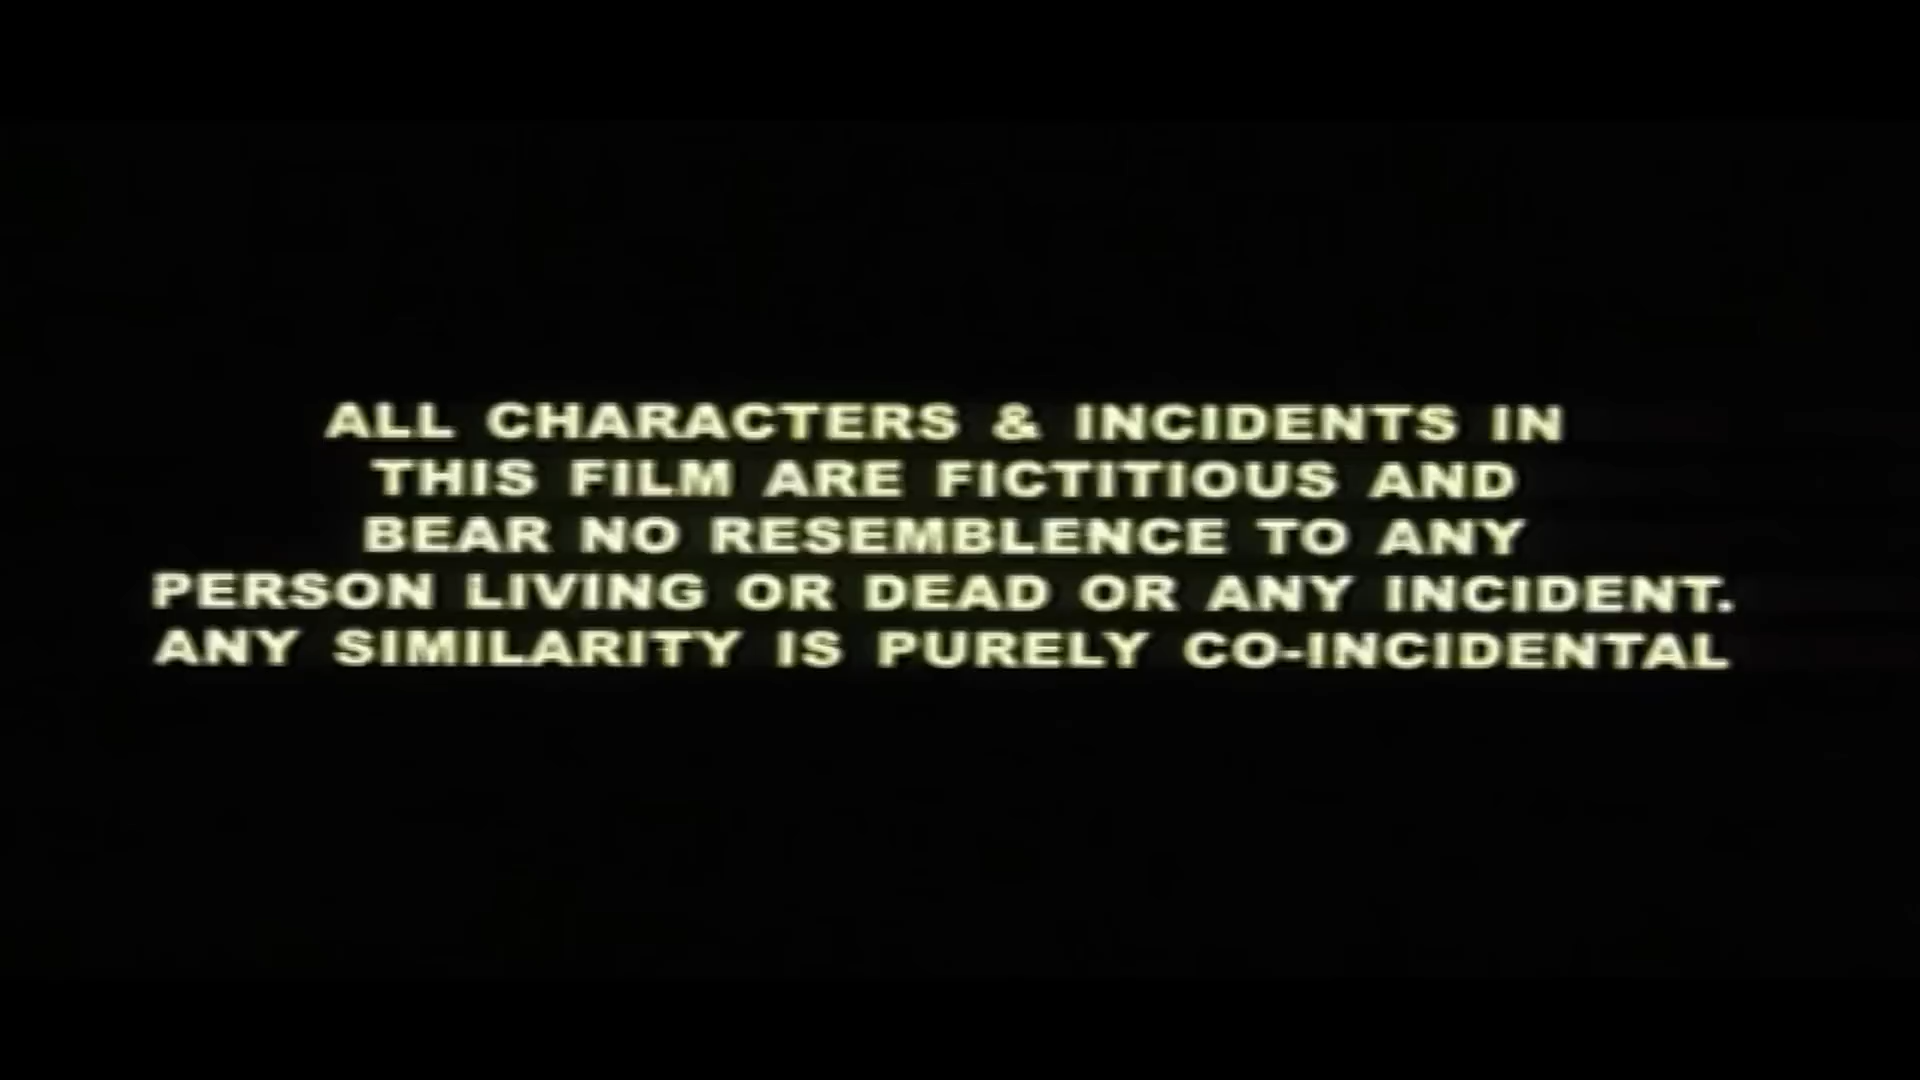 ALL CHARACTERS & INCIDENTS IN
THIS FILM ARE FICTITIOUS AND
BEAR NO RESEMBLENCE TO ANY
PERSON LIVING OR DEAD OR ANY INCIDENT.
ANY SIMILARITY IS PURELY CO-INCIDENTAL